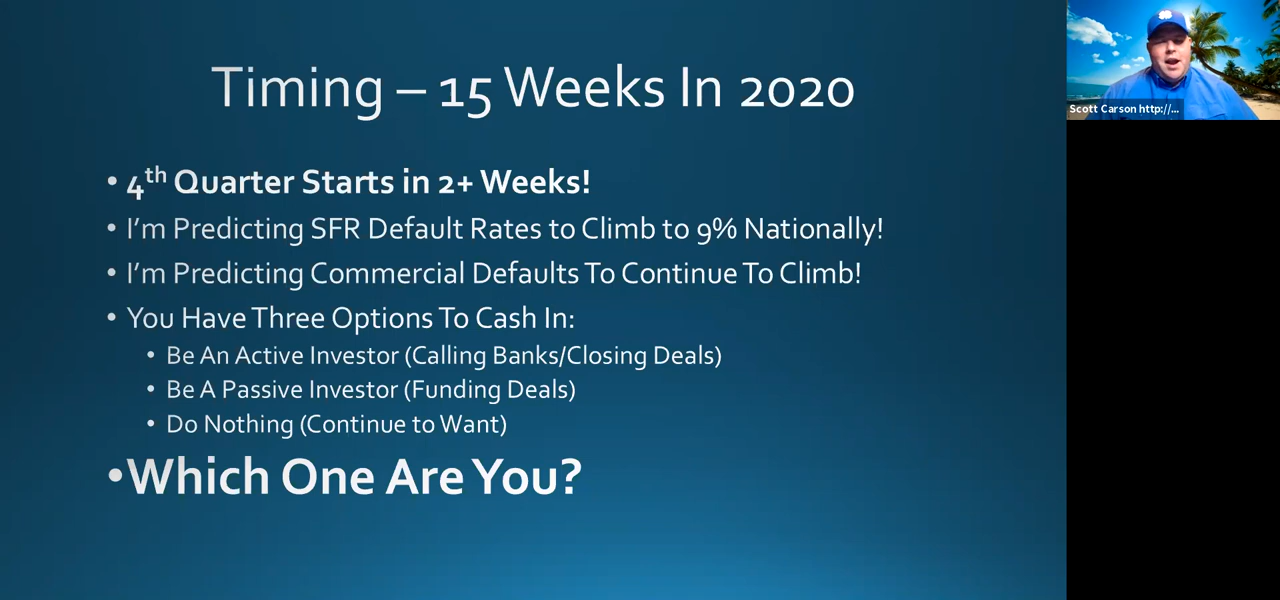 Timing – 15 Weeks In 2020
• 4th Quarter Starts in 2+ Weeks!
• I'm Predicting SFR Default Rates to Climb to 9% Nationally!
• I'm Predicting Commercial Defaults To Continue To Climb!
• You Have Three Options To Cash In:
• Be An Active Investor (Calling Banks/Closing Deals)
• Be A Passive Investor (Funding Deals)
• Do Nothing (Continue to Want)
•Which One Are You?
Scott Carson http://...